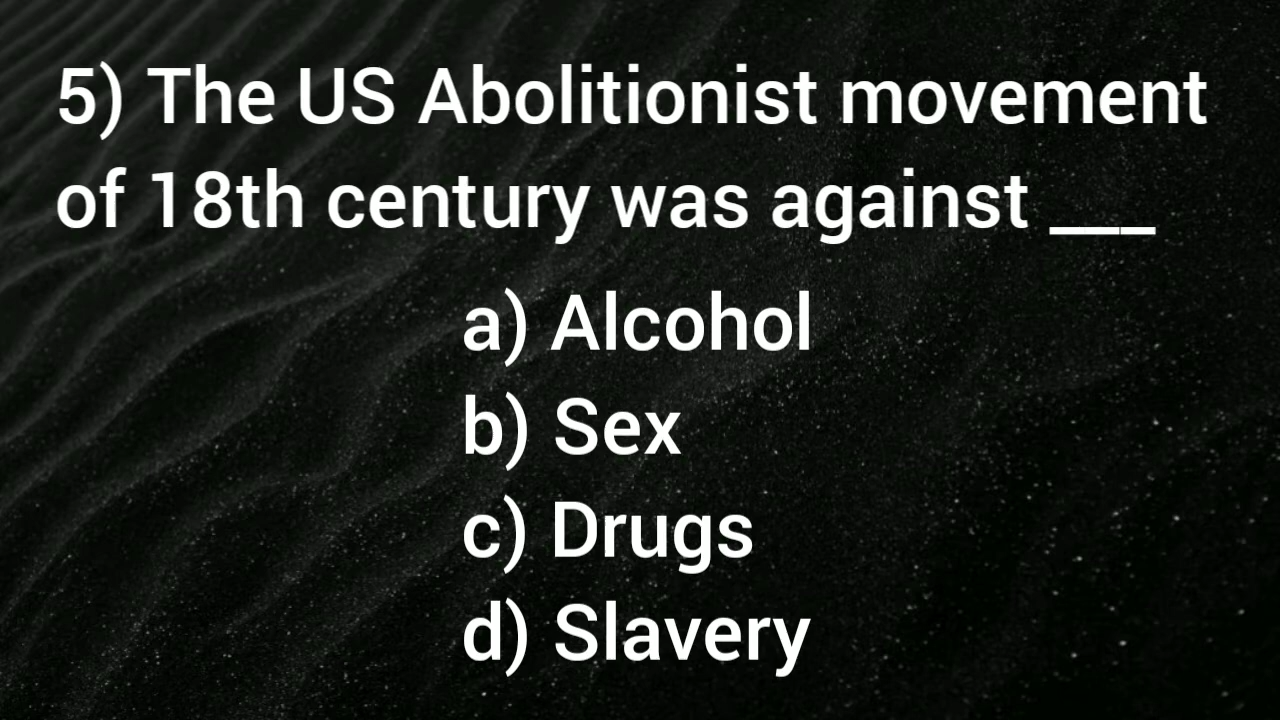 5) The US Abolitionist movement
of 18th century was against ___
a) Alcohol
b) Sex
c) Drugs
d) Slavery